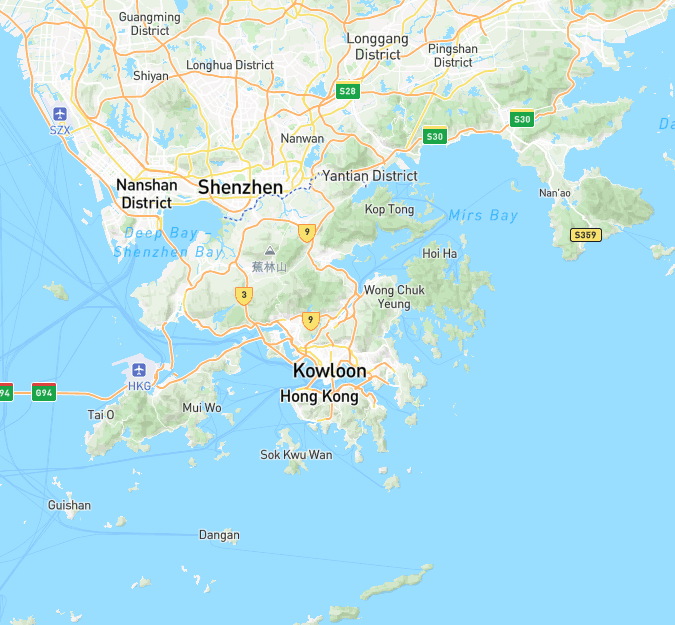 Guangming
District
Longgang
District
Pingshan
District
Longhua District
Shiyan
S28
SZX
S30
S30
Nanwan
Yantian District
Nanshan
District
Shenzhen
Nan'ao
Kop Tong
Mirs Bay
Deep Bay –
Shenzhen Bay
9
S359
Hoi Ha
蕉林山
3
Wong Chuk
Yeung
9
Kowloon
HKG
94
G94
Hong Kong
Tai O
Mui Wo
Sok Kwu Wan
Guishan
Dangan